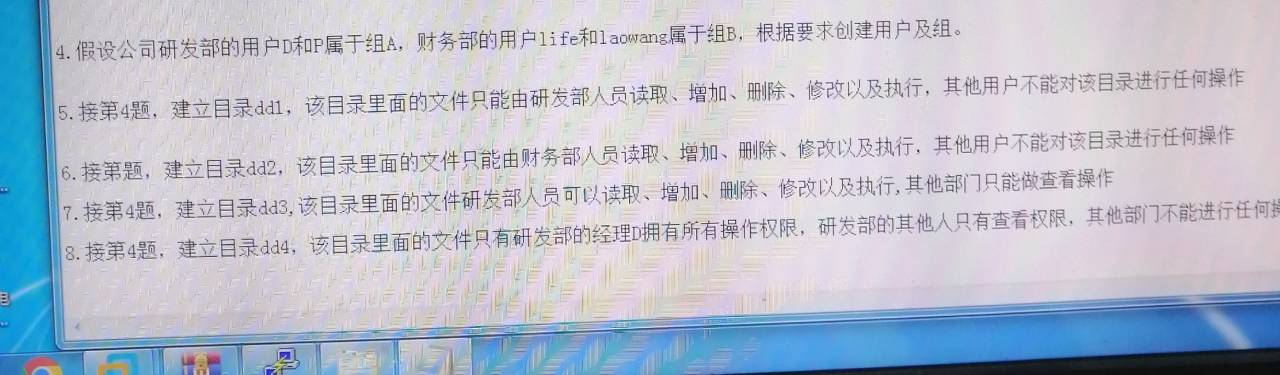 4.假设公司研发部的用户D和P属于组A，财务部的用户life和laowang属于组B，根据要求创建用户及组。
5.接第4题，建立目录dd1，该目录里面的文件只能由研发部人员读取、增加、删除、修改以及执行，其他用户不能对该目录进行任何操作
6.接第题，建立目录dd2，该目录里面的文件只能由财务部人员读取、增加、删除、修改以及执行，其他用户不能对该目录进行任何操作
7.接第4题，建立目录dd3,该目录里面的文件研发部人员可以读取、增加、删除、修改以及执行,其他部门只能做查看操作
8.接第4题，建立目录dd4，该目录里面的文件只有研发部的经理D拥有所有操作权限，研发部的其他人只有查看权限，其他部门不能进行任何